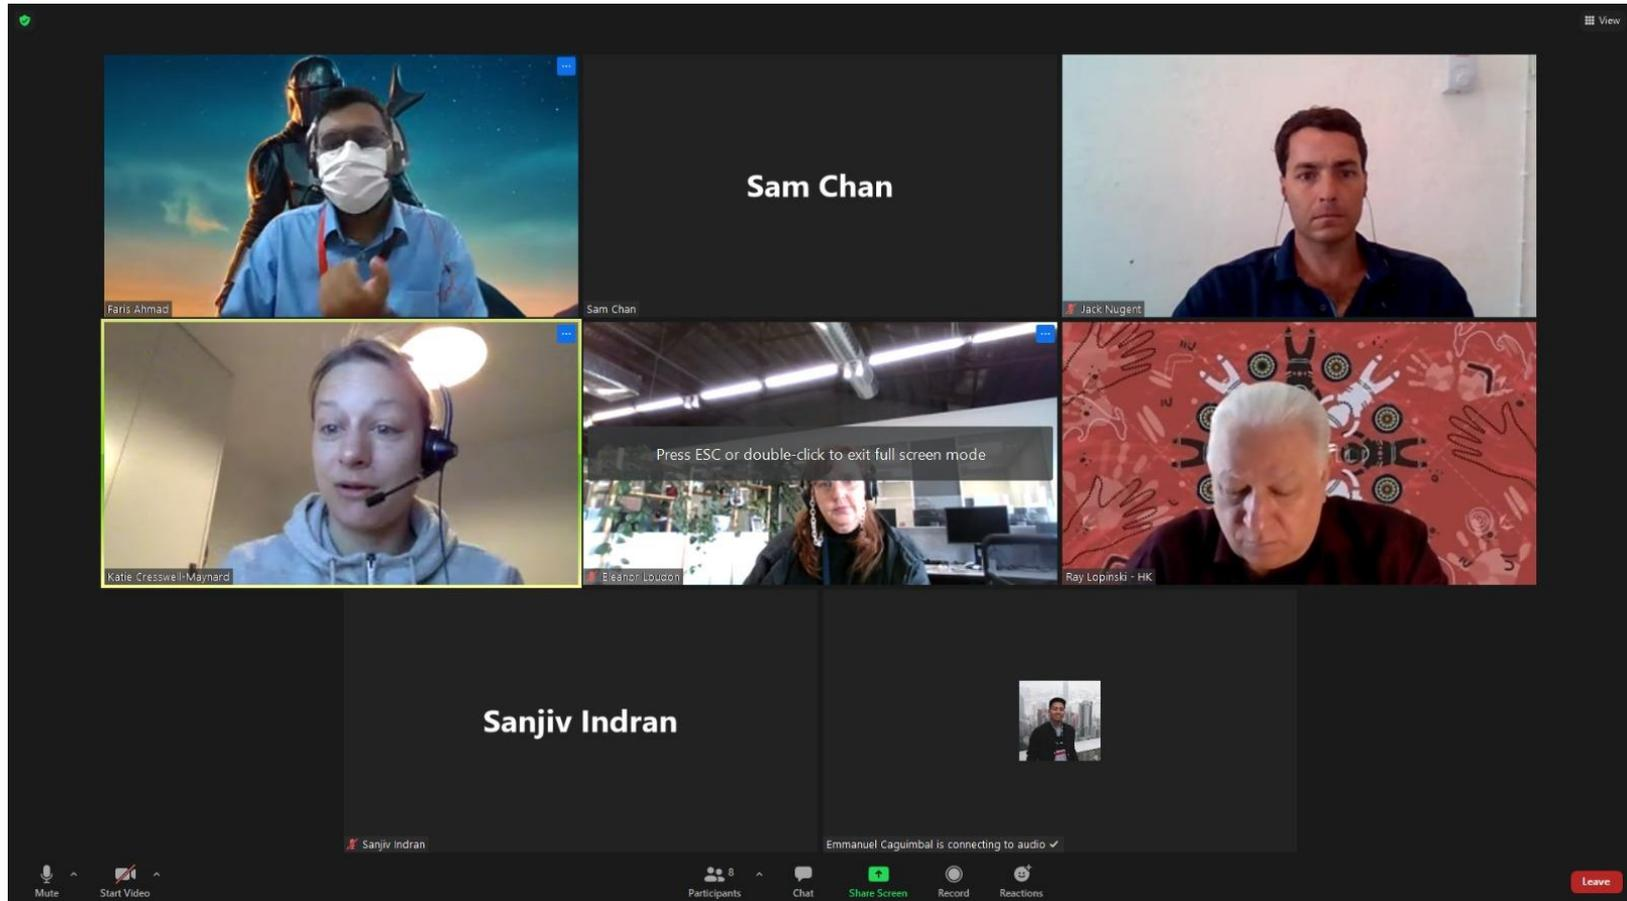 View
Sam Chan
Faris Ahmad
Sam Chan
Jack Nugent
Press ESC or double-click to exit full screen mode
Katie Cresswell-Maynard
Eleanor Loudon
Ray Lopinski - HK
Sanjiv Indran
Sanjiv Indran
Emmanuel Caguimbal is connecting to audio
8
Mute
Start Video
Participants
Chat
Share Screen
Record
Reactions
Leave